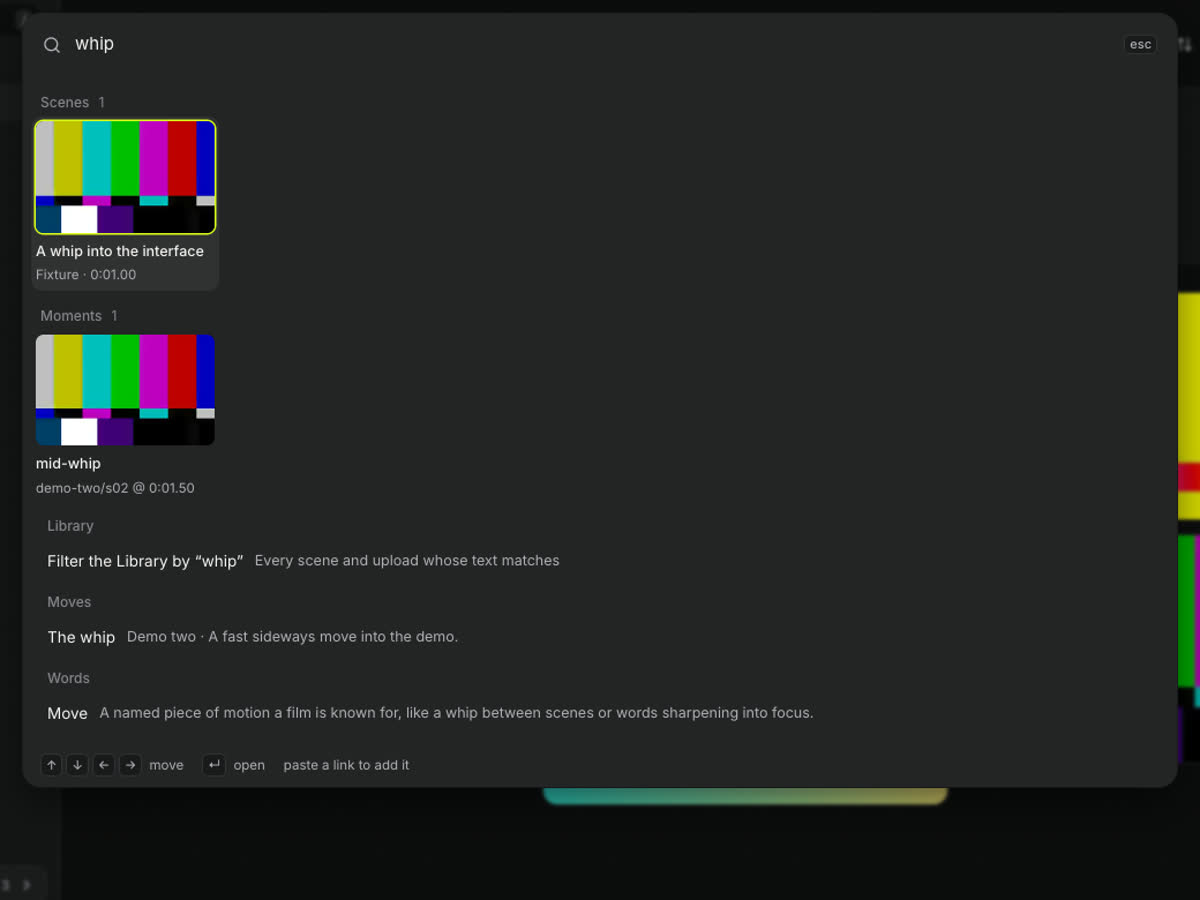 whip
esc
Scenes 1
A whip into the interface
Fixture · 0:01.00
Moments 1
mid-whip
demo-two/s02 @ 0:01.50
Library
Filter the Library by “whip” Every scene and upload whose text matches
Moves
The whip Demo two · A fast sideways move into the demo.
Words
Move A named piece of motion a film is known for, like a whip between scenes or words sharpening into focus.
↑ ↓ ← → move ↵ open paste a link to add it